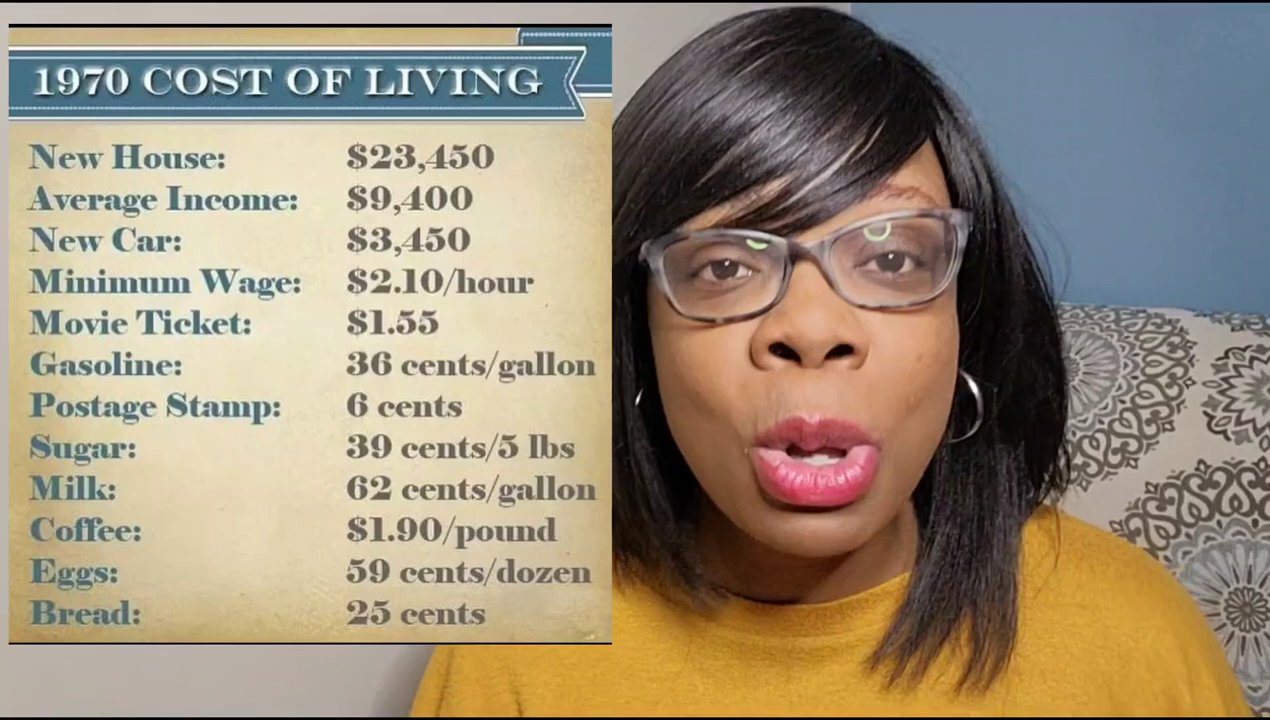 1970 COST OF LIVING
New House: $23,450
Average Income: $9,400
New Car: $3,450
Minimum Wage: $2.10/hour
Movie Ticket: $1.55
Gasoline: 36 cents/gallon
Postage Stamp: 6 cents
Sugar: 39 cents/5 lbs
Milk: 62 cents/gallon
Coffee: $1.90/pound
Eggs: 59 cents/dozen
Bread: 25 cents